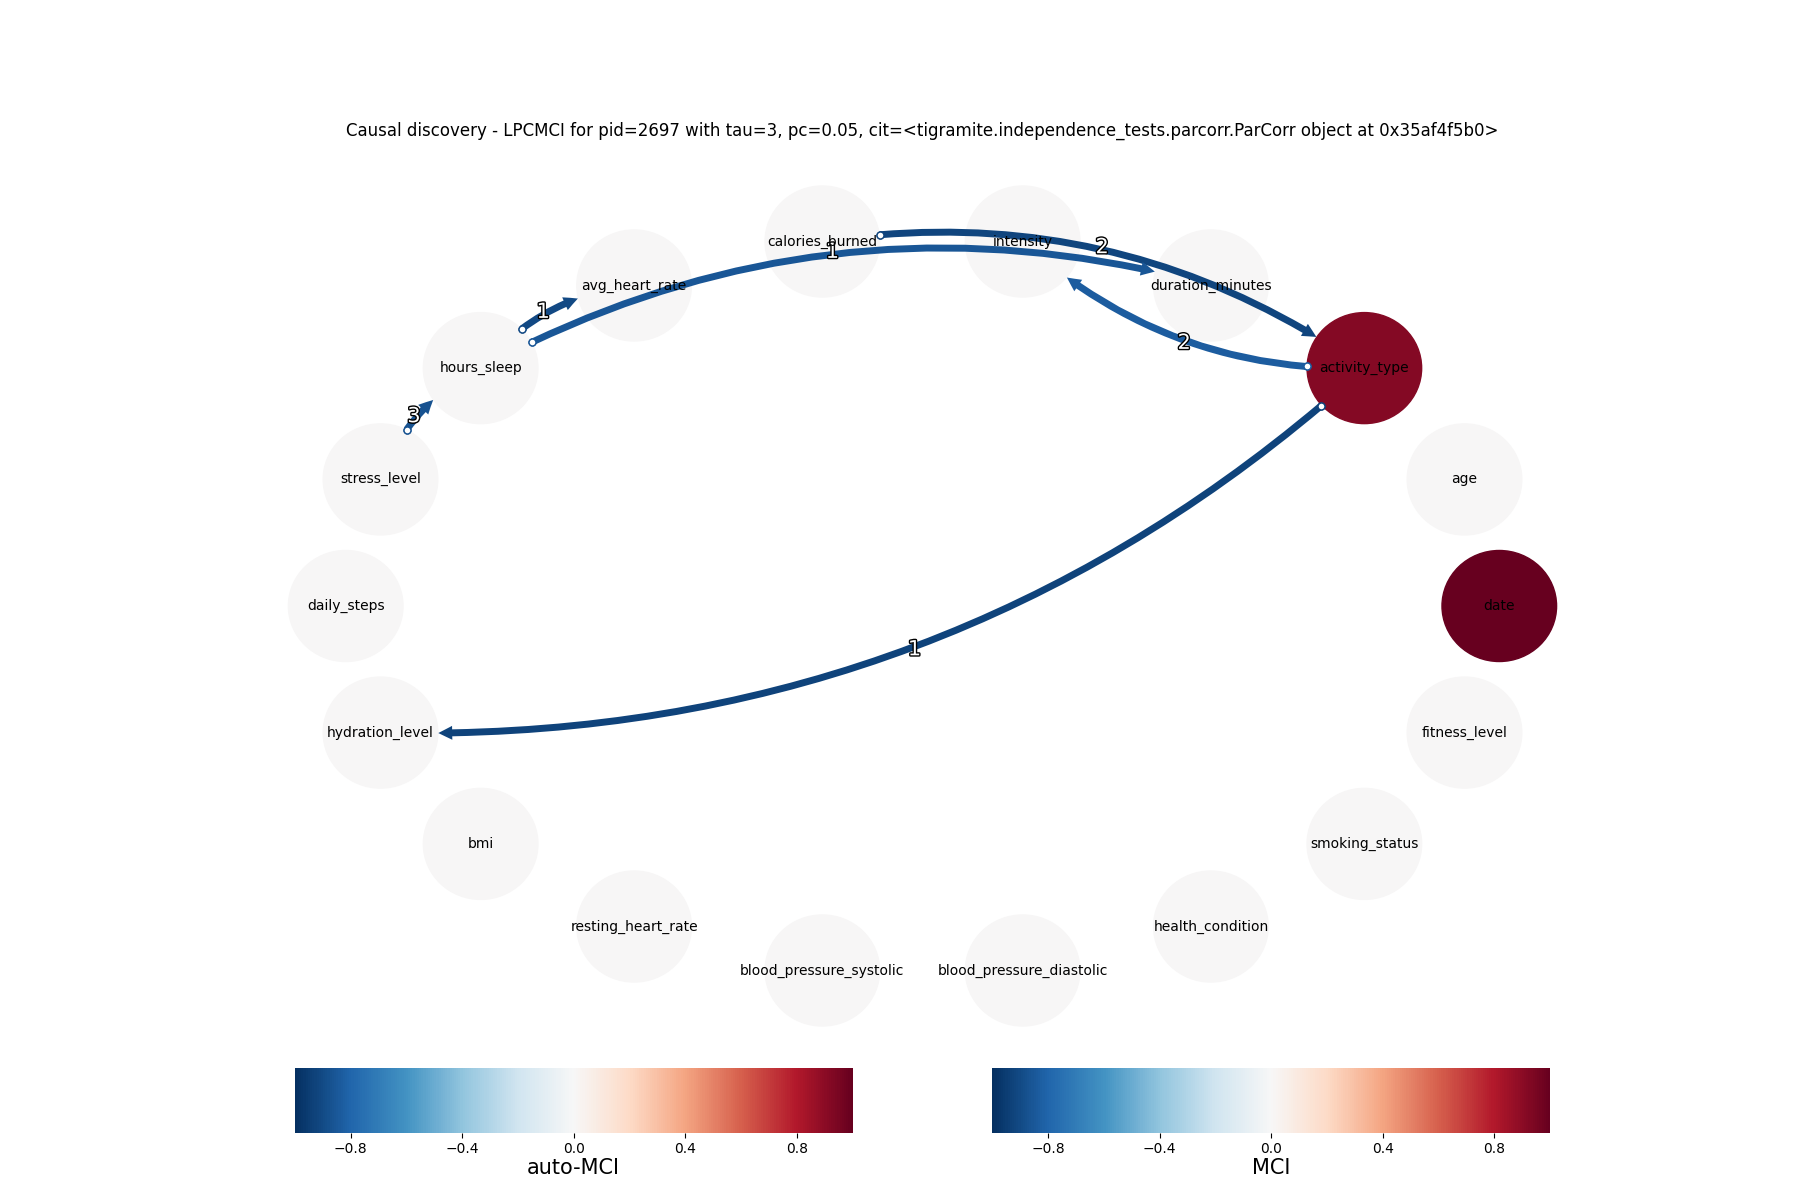 Causal discovery - LPCMCI for pid=2697 with tau=3, pc=0.05, cit=<tigramite.independence_tests.parcorr.ParCorr object at 0x35af4f5b0>
calories_burned
intensity
2
1
avg_heart_rate
duration_minutes
1
2
hours_sleep
activity_type
3
stress_level
age
daily_steps
date
1
hydration_level
fitness_level
bmi
smoking_status
resting_heart_rate
health_condition
blood_pressure_systolic
blood_pressure_diastolic
−0.8 −0.4 0.0 0.4 0.8
auto-MCI
−0.8 −0.4 0.0 0.4 0.8
MCI